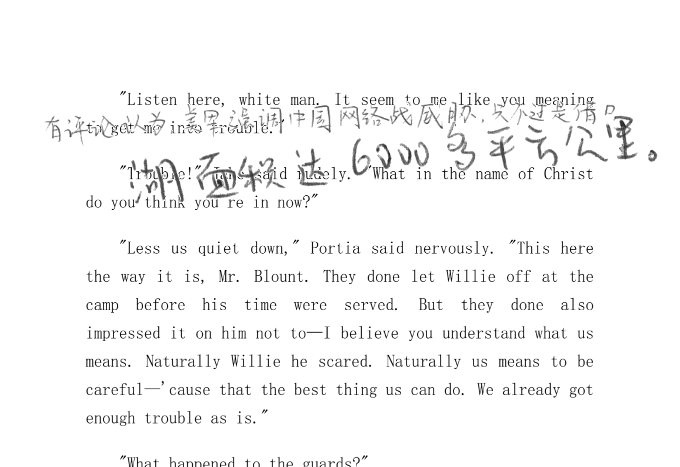 "Listen here, white man. It seem to me like you meaning
有评论认为,美军强调中国网络战威胁,只不过是借口
to get me into trouble."
湖面积达6000多平方公里。
"Trouble!" said rudely. "What in the name of Christ
do you think you're in now?"
"Less us quiet down," Portia said nervously. "This here
the way it is, Mr. Blount. They done let Willie off at the
camp before his time were served. But they done also
impressed it on him not to—I believe you understand what us
means. Naturally Willie he scared. Naturally us means to be
careful—'cause that the best thing us can do. We already got
enough trouble as is."
"What happened to the guards?"